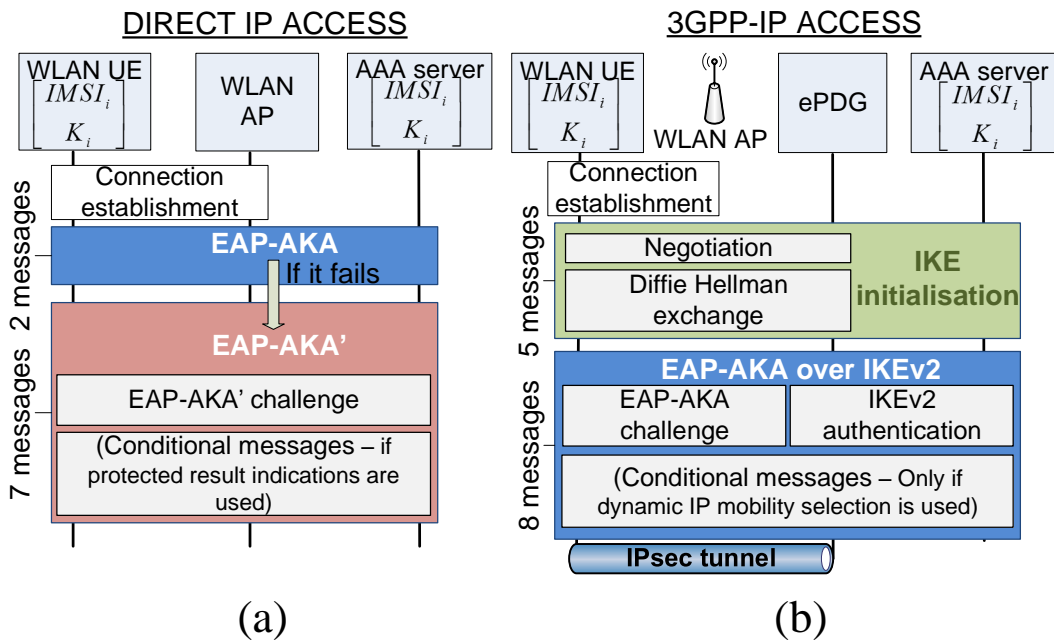 DIRECT IP ACCESS
WLAN UE
[IMSI_i
K_i]
WLAN
AP
AAA server
[IMSI_i
K_i]
Connection
establishment
2 messages
EAP-AKA
If it fails
7 messages
EAP-AKA’
EAP-AKA’ challenge
(Conditional messages – if
protected result indications are
used)
(a)
3GPP-IP ACCESS
WLAN UE
[IMSI_i
K_i]
WLAN AP
ePDG
AAA server
[IMSI_i
K_i]
Connection
establishment
5 messages
Negotiation
Diffie Hellman
exchange
IKE
initialisation
8 messages
EAP-AKA over IKEv2
EAP-AKA
challenge
IKEv2
authentication
(Conditional messages – Only if
dynamic IP mobility selection is used)
IPsec tunnel
(b)